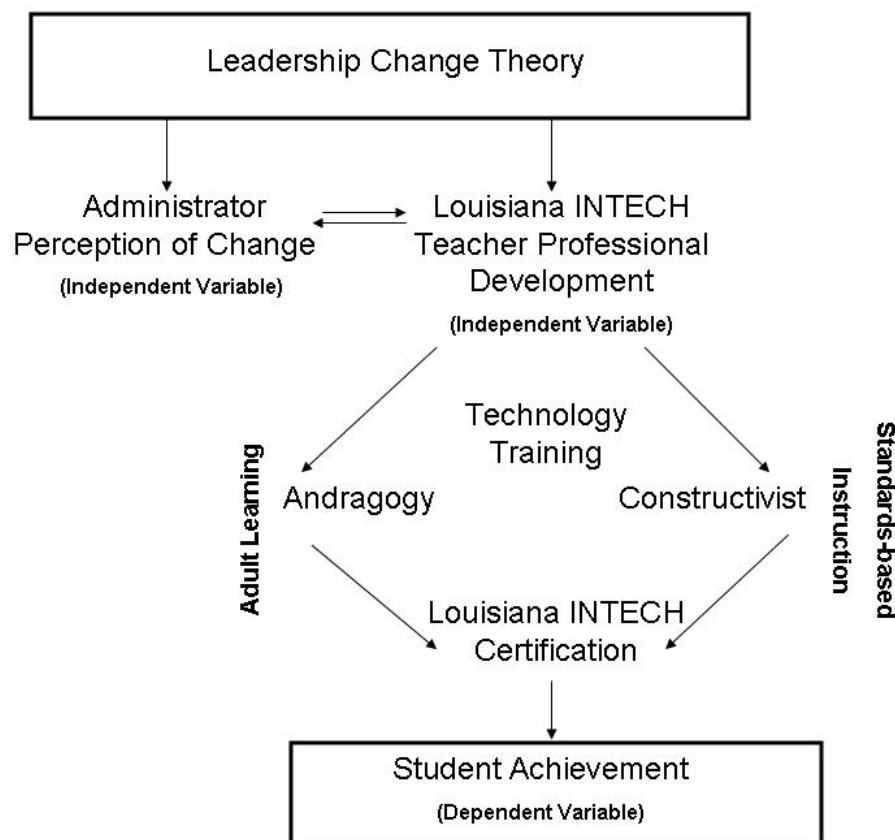 Leadership Change Theory
Administrator
Perception of Change
(Independent Variable)
Louisiana INTECH
Teacher Professional
Development
(Independent Variable)
Technology
Training
Adult Learning
Andragogy
Constructivist
Standards-based
Instruction
Louisiana INTECH
Certification
Student Achievement
(Dependent Variable)